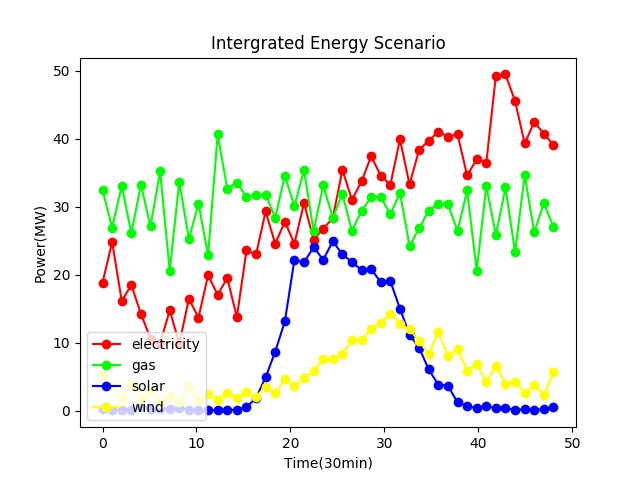 Intergrated Energy Scenario
50
40
30
20
10
0
Power(MW)
electricity
gas
solar
wind
0
10
20
30
40
50
Time(30min)